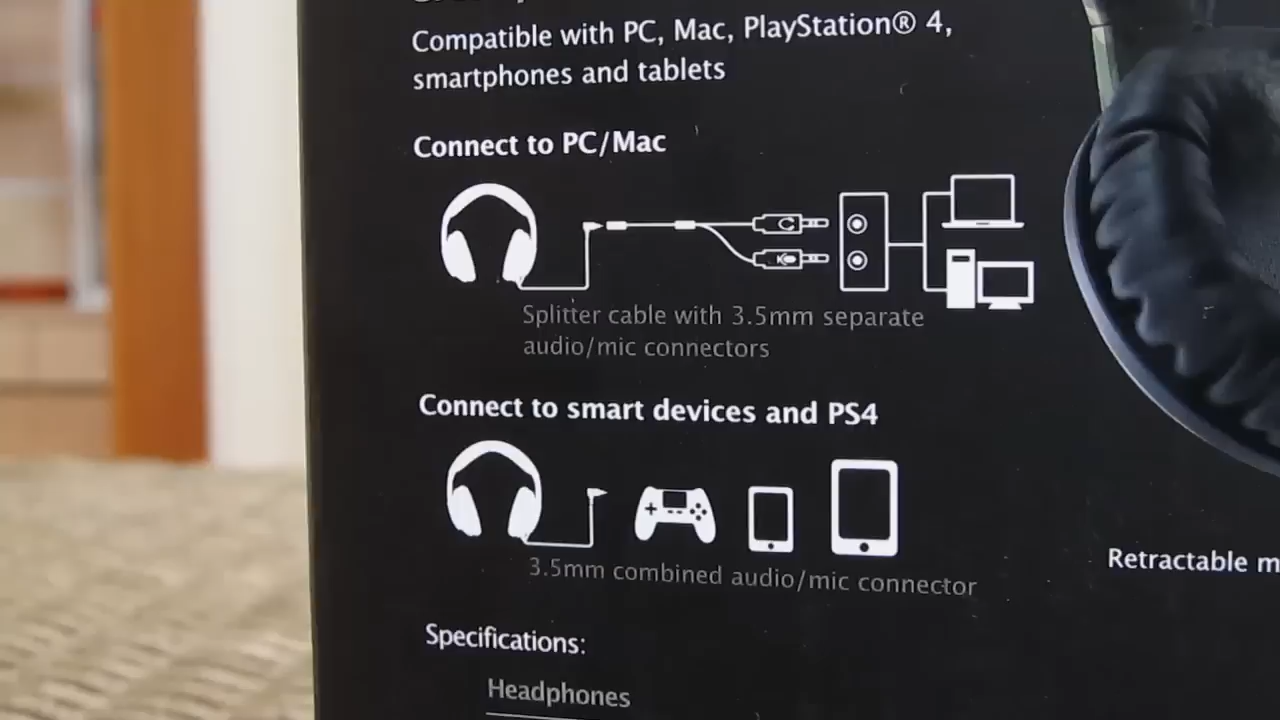 Compatible with PC, Mac, PlayStation® 4,
smartphones and tablets
Connect to PC/Mac
Splitter cable with 3.5mm separate
audio/mic connectors
Connect to smart devices and PS4
3.5mm combined audio/mic connector
Retractable m
Specifications:
Headphones